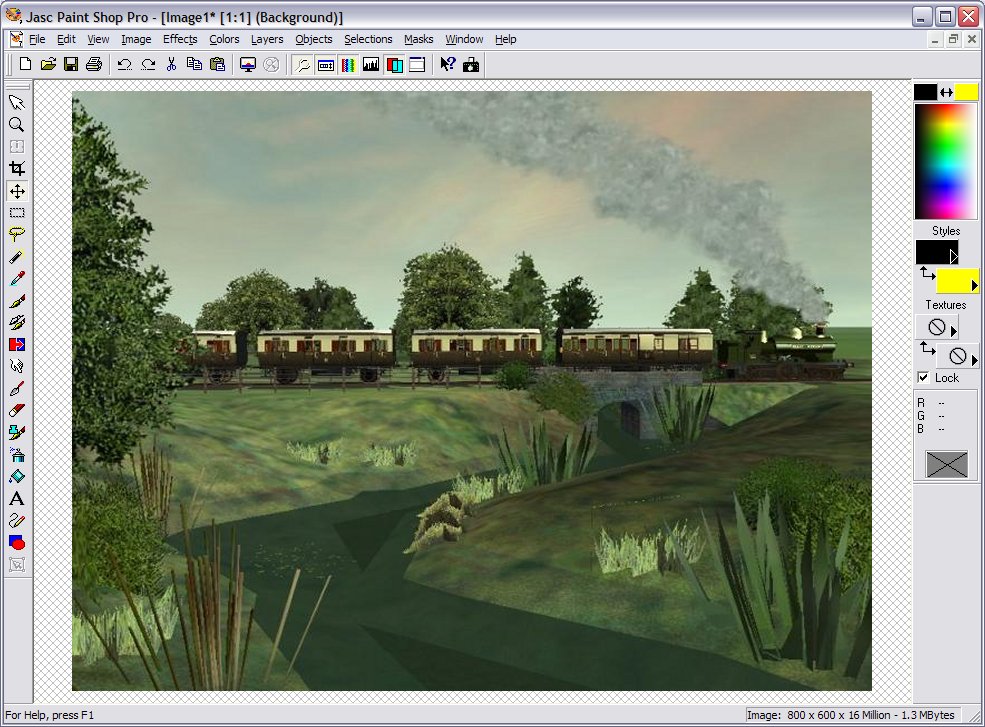 Jasc Paint Shop Pro - [Image1* [1:1] (Background)]
File Edit View Image Effects Colors Layers Objects Selections Masks Window Help
Styles
Textures
Lock
R --
G --
B --
For Help, press F1
Image: 800 x 600 x 16 Million - 1.3 MBytes